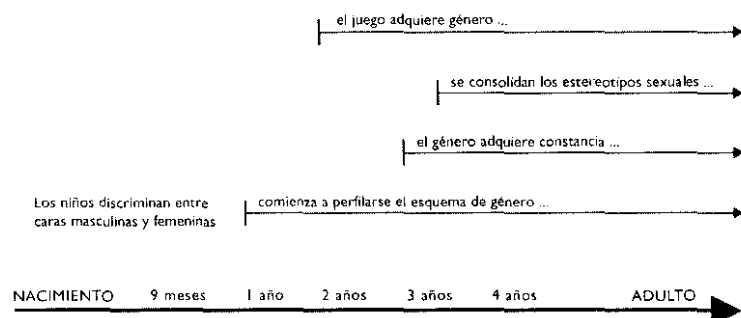 el juego adquiere género ...
se consolidan los estereotipos sexuales ...
el género adquiere constancia ...
Los niños discriminan entre
caras masculinas y femeninas
comienza a perfilarse el esquema de género ...
NACIMIENTO 9 meses 1 año 2 años 3 años 4 años ADULTO